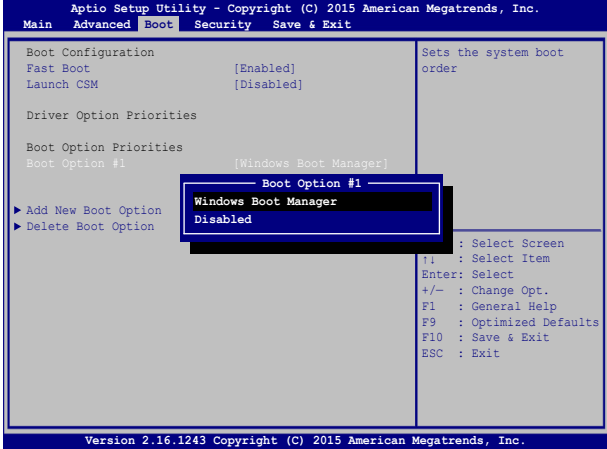 Aptio Setup Utility - Copyright (C) 2015 American Megatrends, Inc.
Main Advanced Boot Security Save & Exit
Boot Configuration
Fast Boot [Enabled]
Launch CSM [Disabled]
Driver Option Priorities
Boot Option Priorities
Boot Option #1 [Windows Boot Manager]
Add New Boot Option
Delete Boot Option
Boot Option #1
Windows Boot Manager
Disabled
Sets the system boot
order
: Select Screen
↑↓ : Select Item
Enter: Select
+/— : Change Opt.
F1 : General Help
F9 : Optimized Defaults
F10 : Save & Exit
ESC : Exit
Version 2.16.1243 Copyright (C) 2015 American Megatrends, Inc.